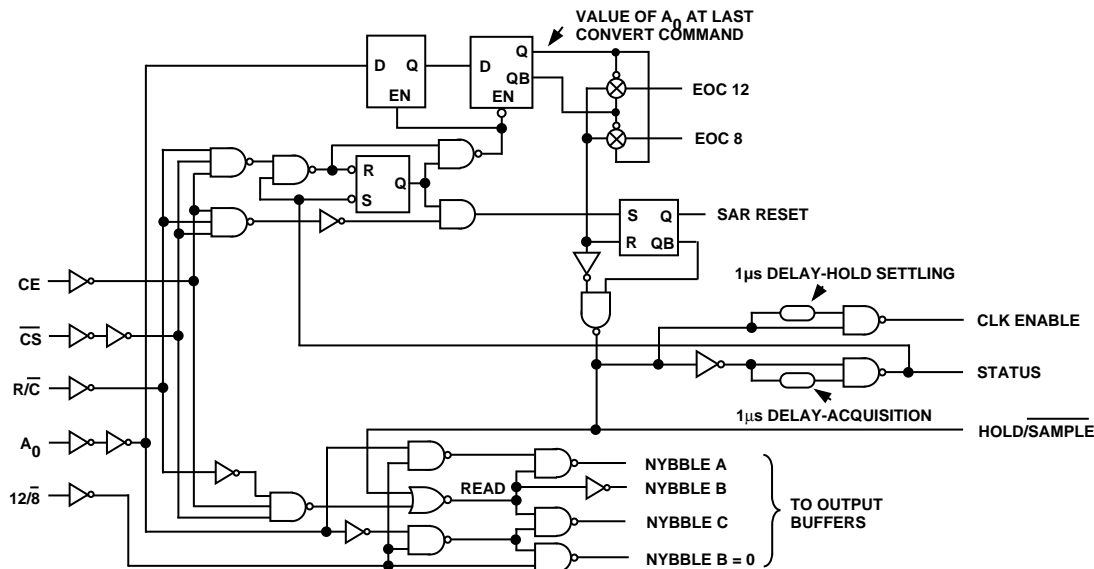 VALUE OF A0 AT LAST
CONVERT COMMAND
D Q
EN
D
Q
QB
EN
EOC 12
EOC 8
R
Q
S
S Q
R QB
SAR RESET
1µs DELAY-HOLD SETTLING
CLK ENABLE
STATUS
1µs DELAY-ACQUISITION
HOLD/SAMPLE
CE
CS
R/C
A0
12/8
READ
NYBBLE A
NYBBLE B
NYBBLE C
NYBBLE B = 0
TO OUTPUT
BUFFERS